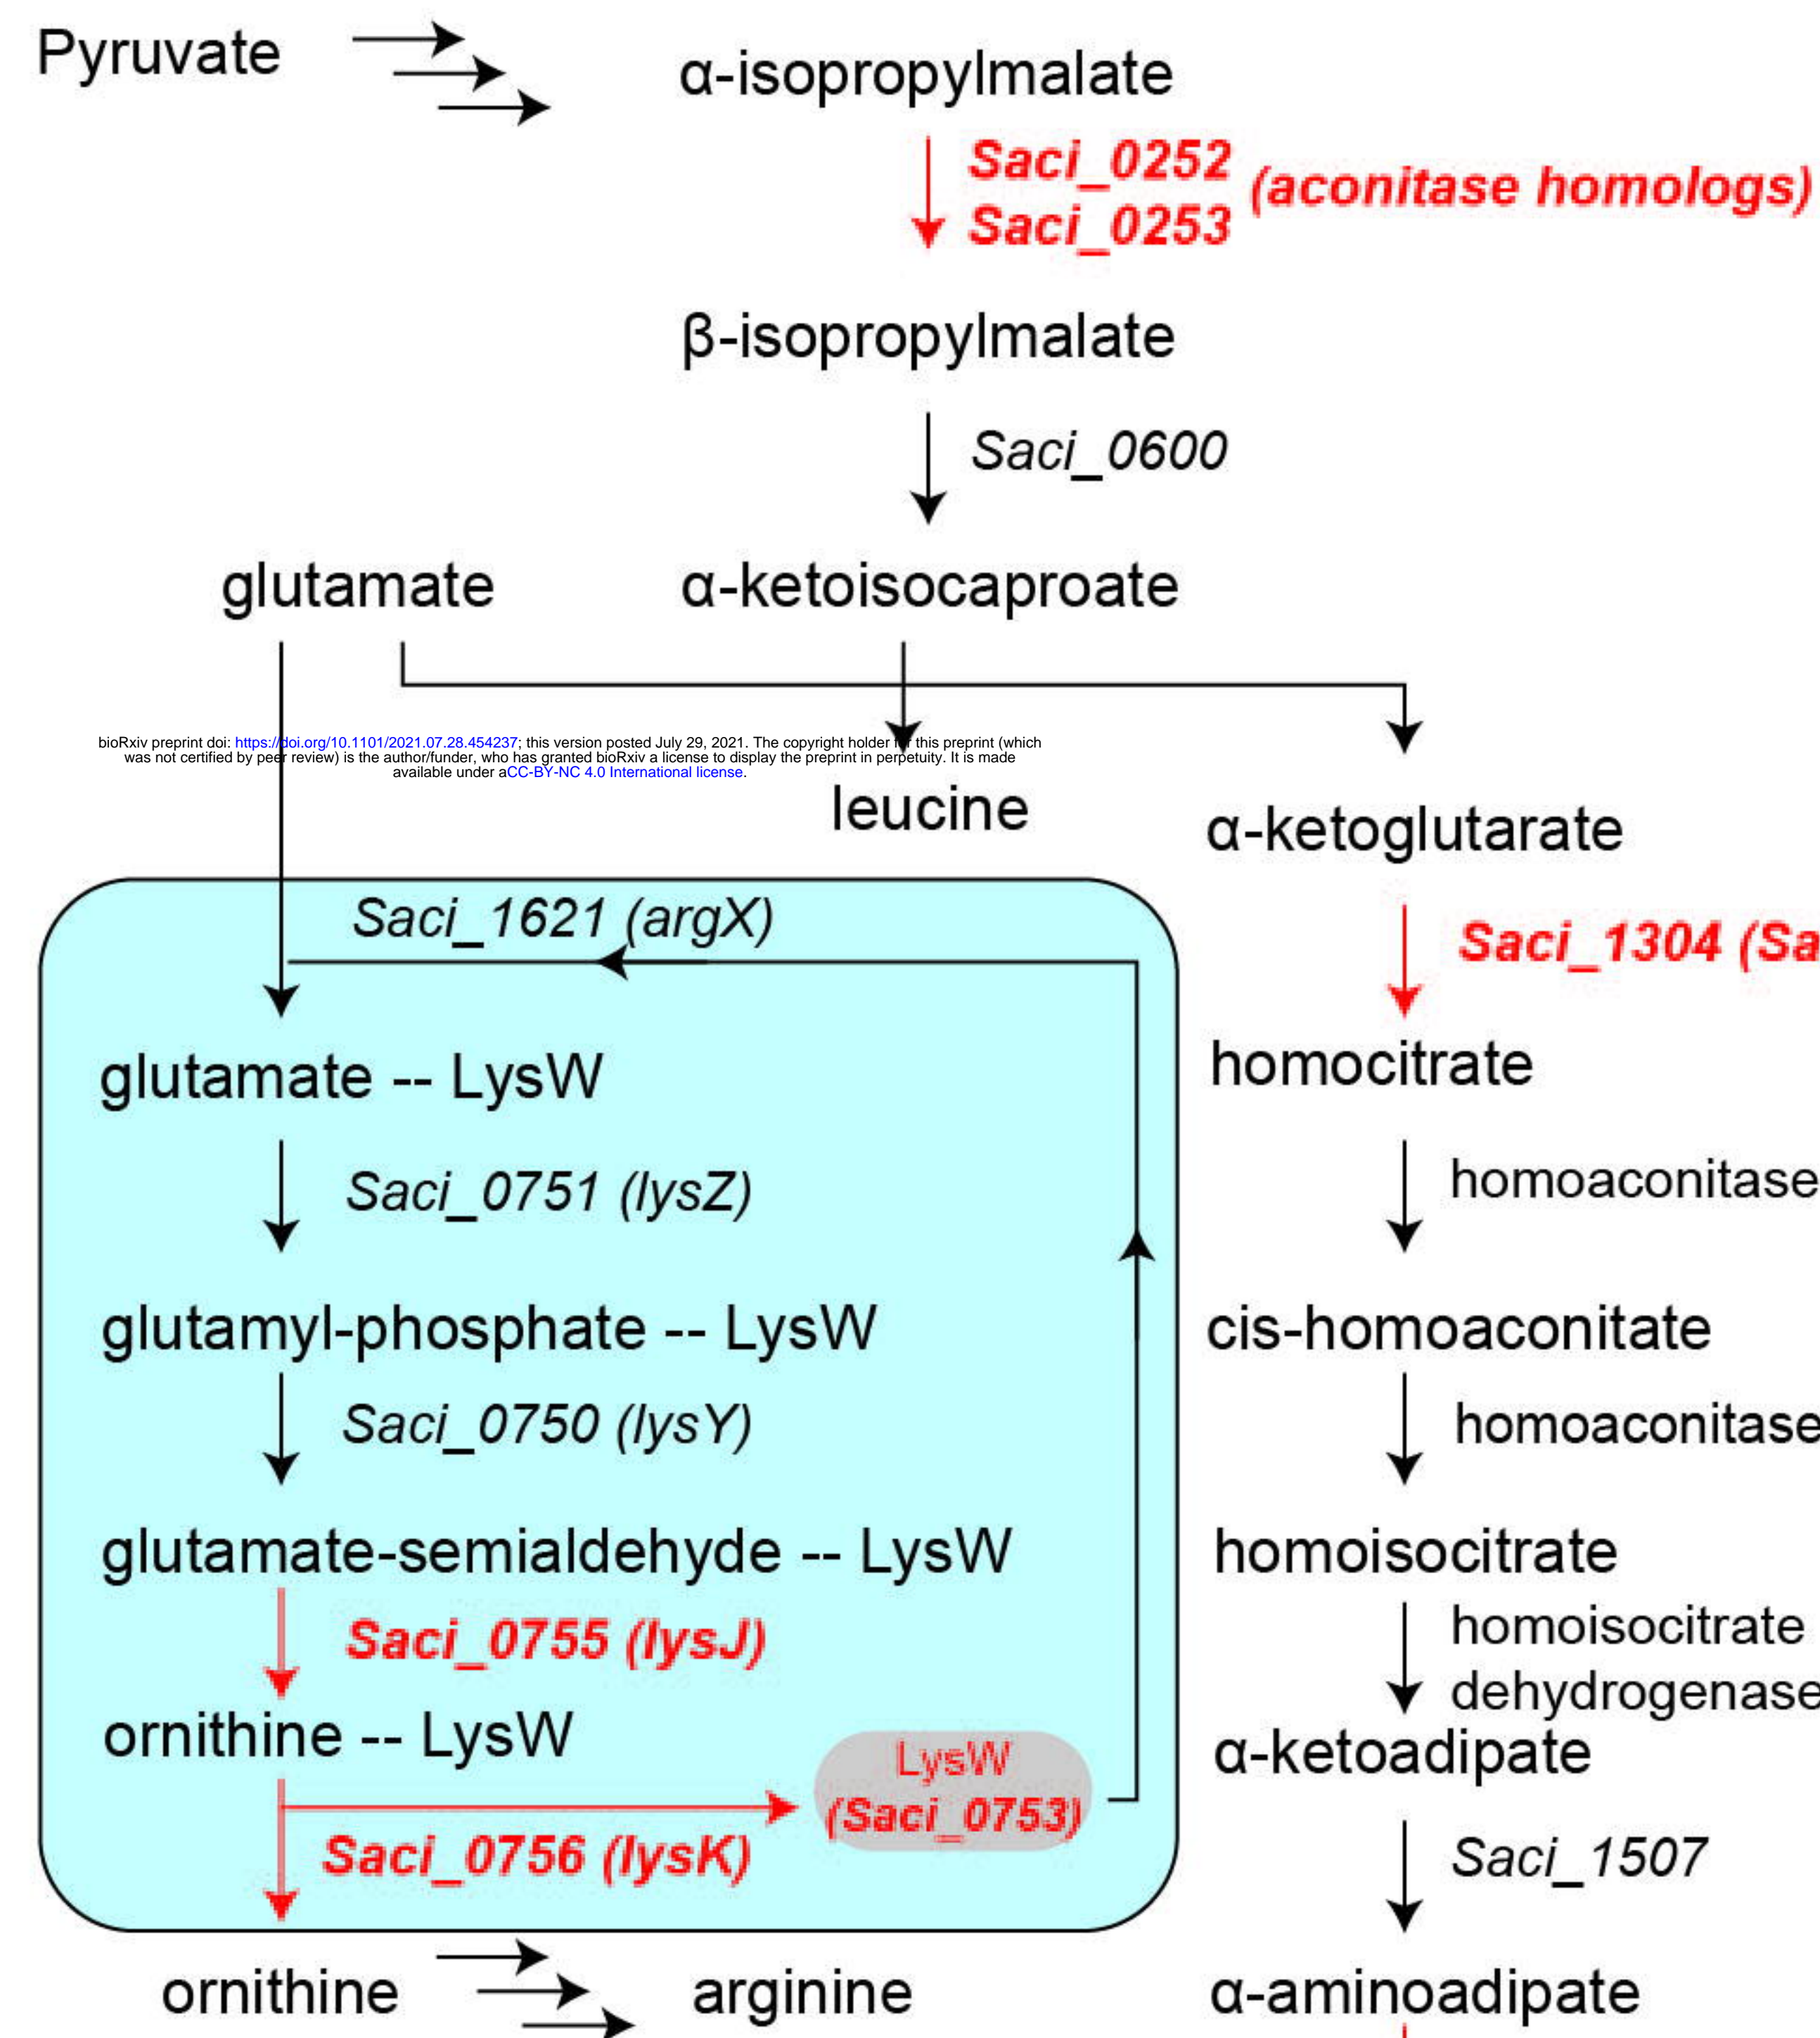 Pyruvate
α-isopropylmalate
Saci_0252
Saci_0253
(aconitase homologs)
β-isopropylmalate
Saci_0600
glutamate
α-ketoisocaproate
bioRxiv preprint doi: https://doi.org/10.1101/2021.07.28.454237; this version posted July 29, 2021. The copyright holder for this preprint (which
was not certified by peer review) is the author/funder, who has granted bioRxiv a license to display the preprint in perpetuity. It is made
available under aCC-BY-NC 4.0 International license.
leucine
α-ketoglutarate
Saci_1621 (argX)
Saci_1304 (Sa
glutamate -- LysW
homocitrate
Saci_0751 (lysZ)
homoaconitase
glutamyl-phosphate -- LysW
cis-homoaconitate
Saci_0750 (lysY)
homoaconitase
glutamate-semialdehyde -- LysW
homoisocitrate
Saci_0755 (lysJ)
homoisocitrate
dehydrogenase
ornithine -- LysW
LysW
(Saci_0753)
α-ketoadipate
Saci_0756 (lysK)
Saci_1507
ornithine
arginine
α-aminoadipate